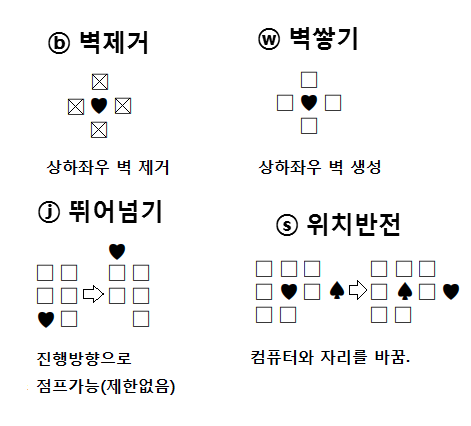 ⓑ 벽제거
ⓦ 벽쌓기
상하좌우 벽 제거
상하좌우 벽 생성
ⓙ 뛰어넘기
ⓢ 위치반전
진행방향으로
점프가능(제한없음)
컴퓨터와 자리를 바꿈.